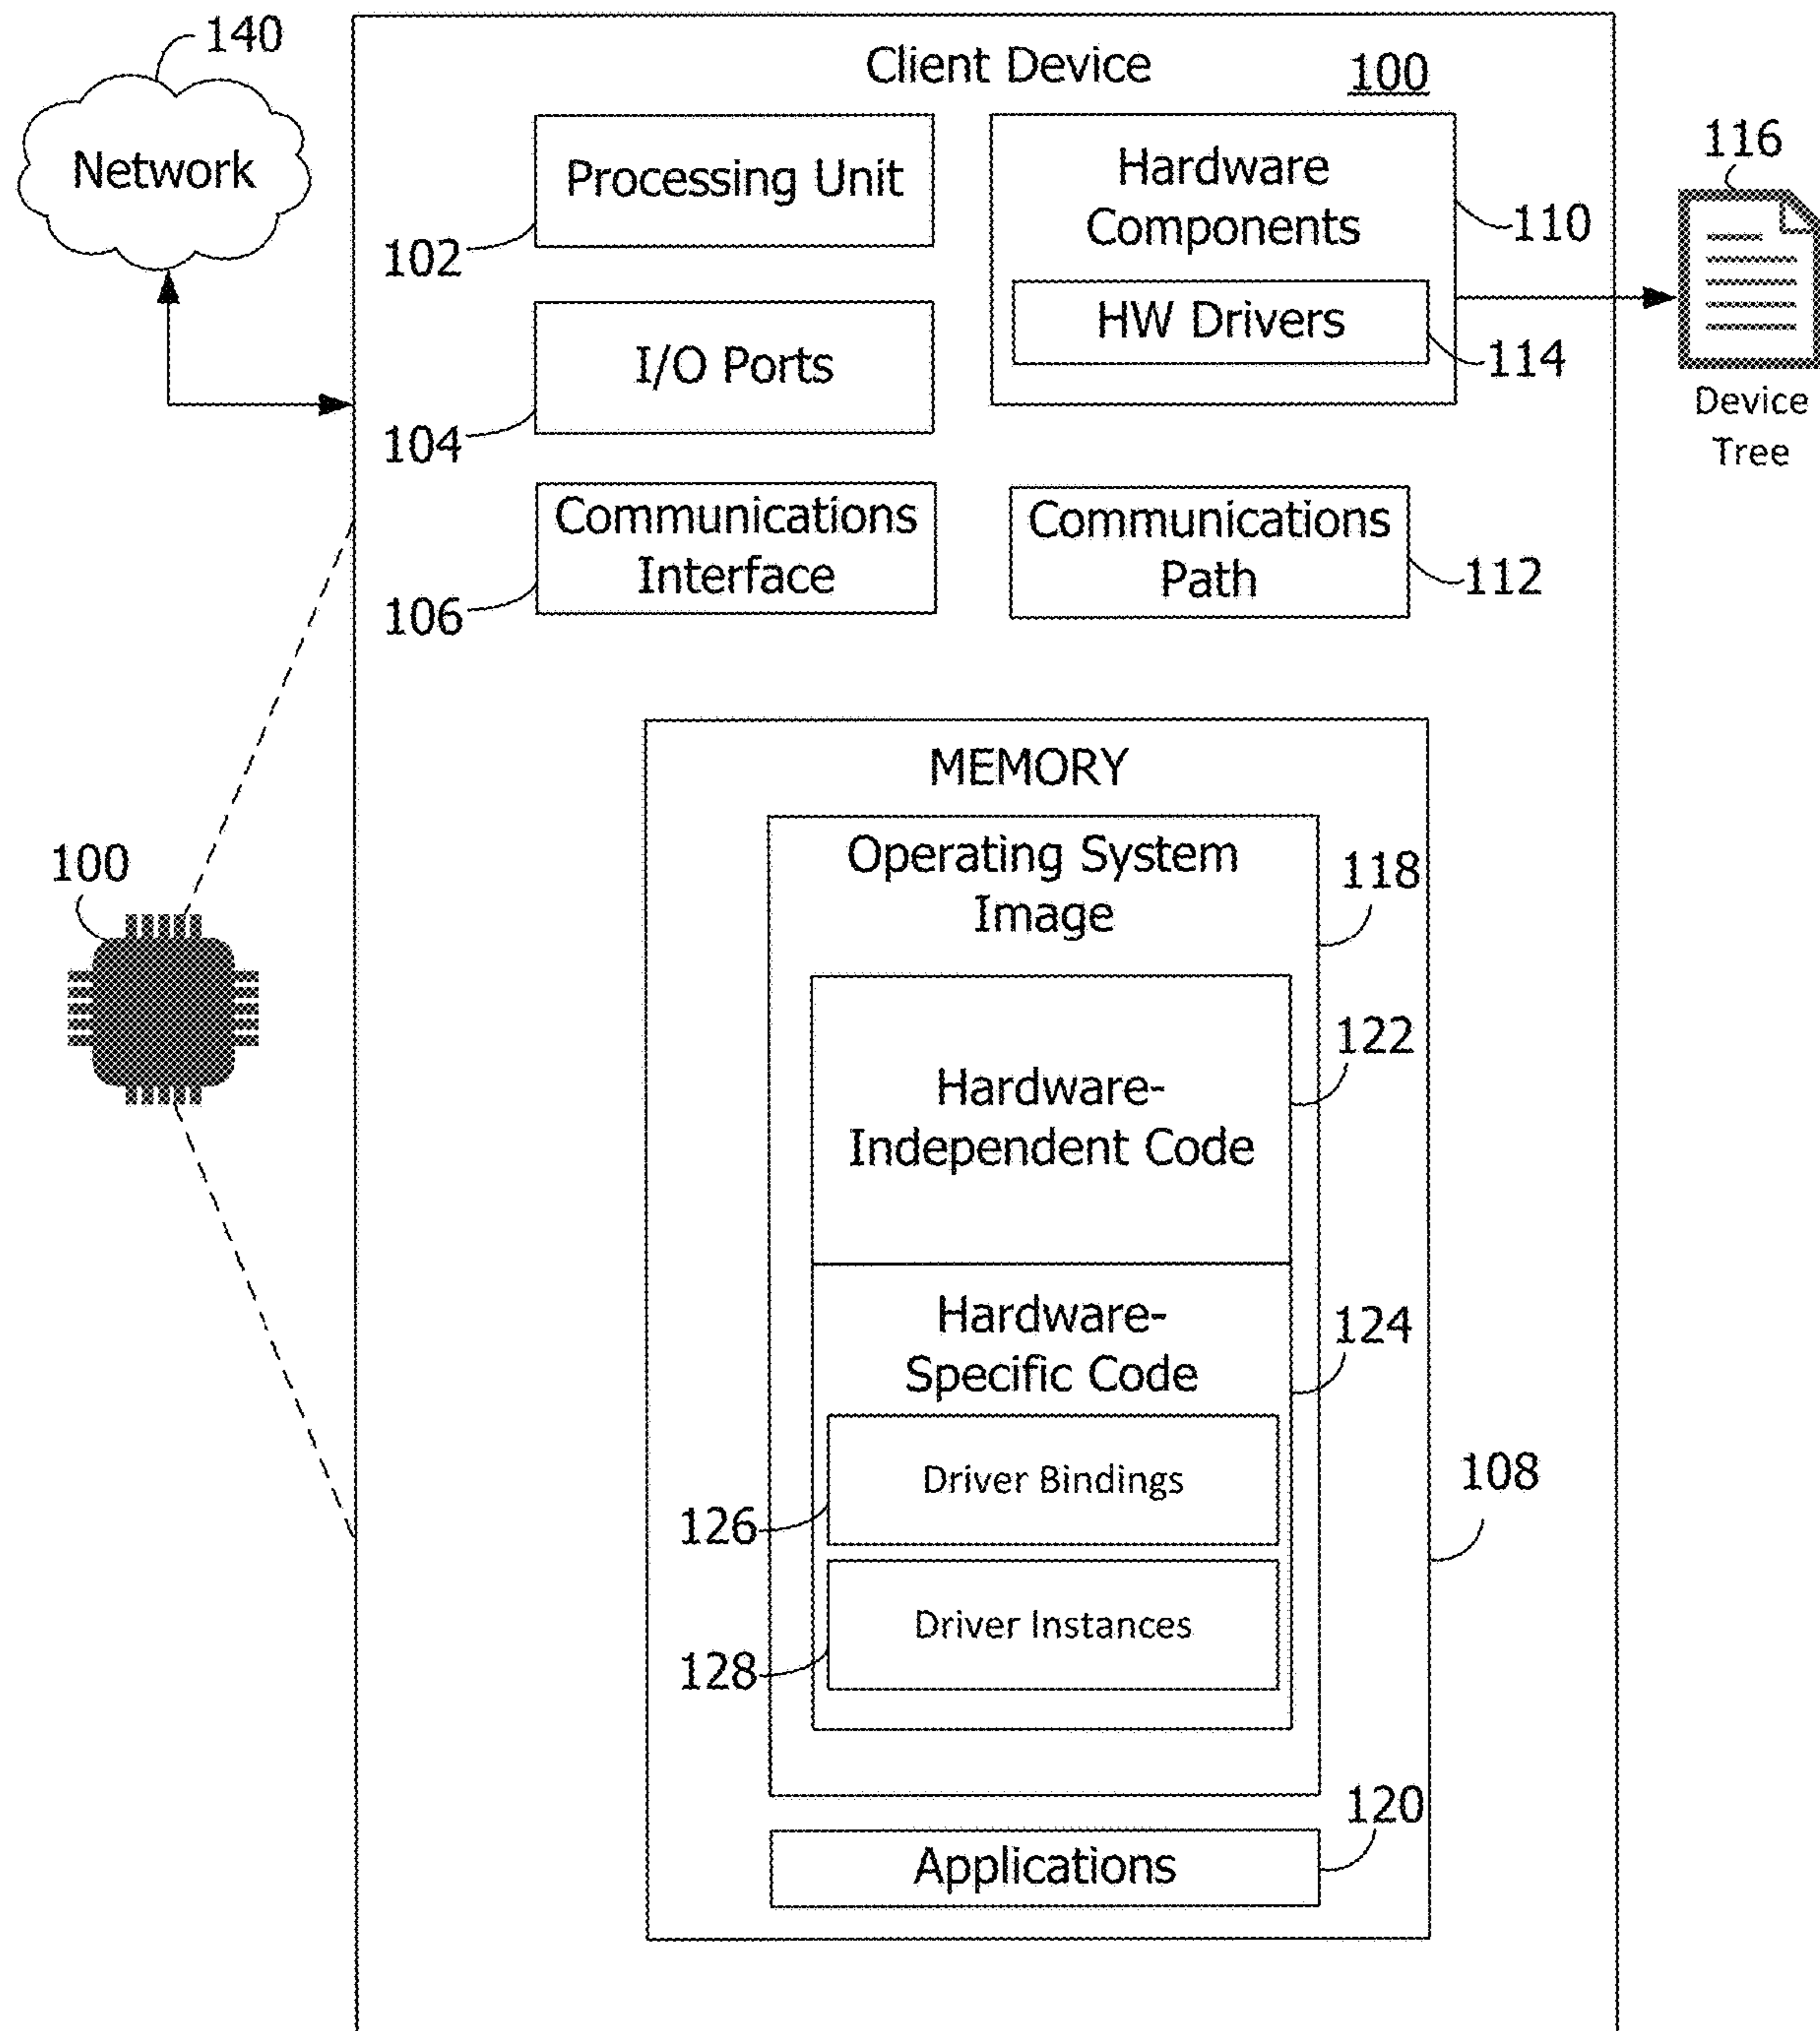 140
Network
Client Device
100
Processing Unit
102
Hardware
Components
110
HW Drivers
114
116
Device
Tree
I/O Ports
104
Communications
Interface
106
Communications
Path
112
100
MEMORY
Operating System
Image
118
Hardware-
Independent Code
122
Hardware-
Specific Code
124
Driver Bindings
126
Driver Instances
128
108
Applications
120